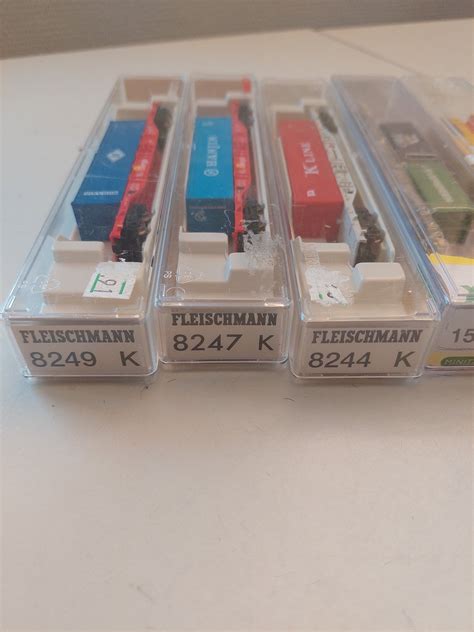 FLEISCHMANN
8249 K
FLEISCHMANN
8247 K
FLEISCHMANN
8244 K
15
HANJIN
K LINE